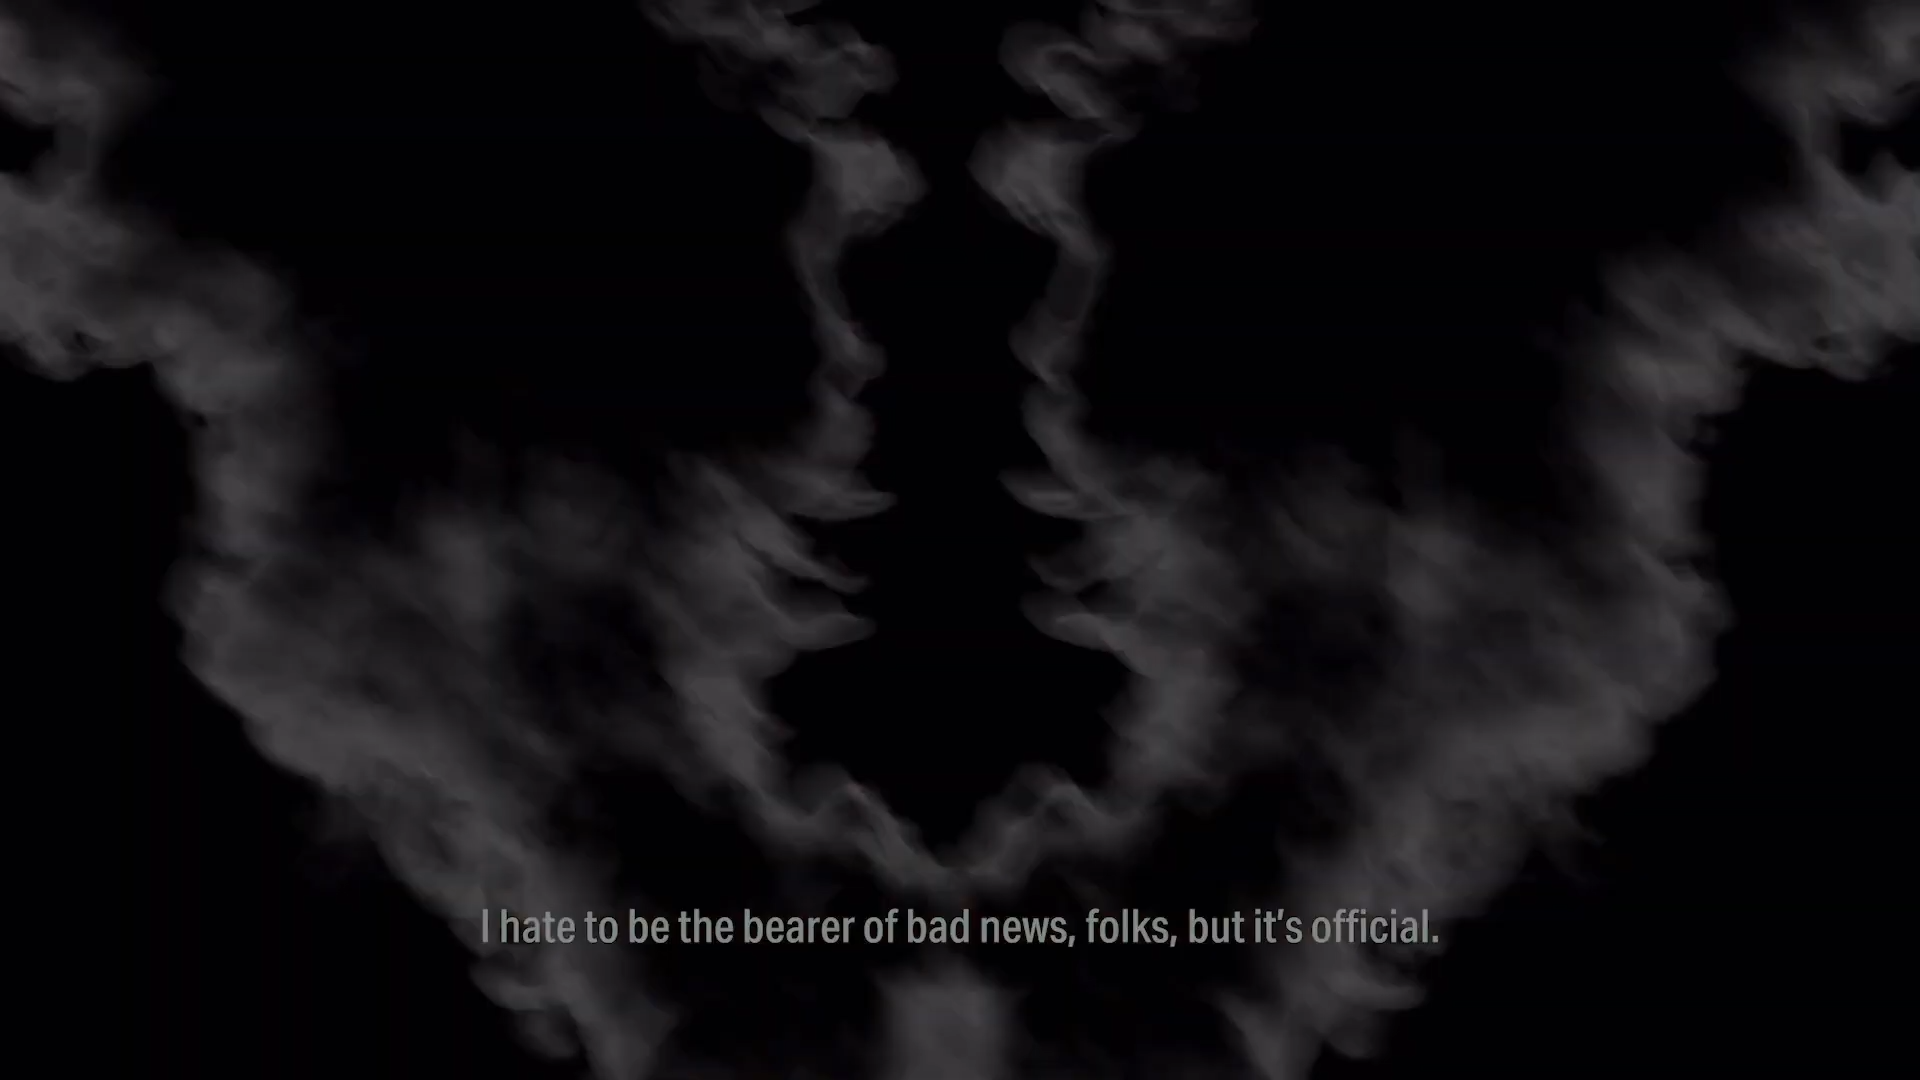 I hate to be the bearer of bad news, folks, but it's official.